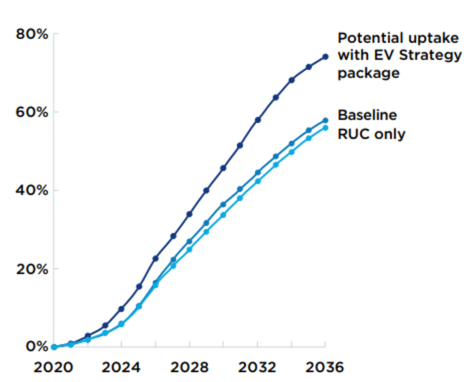 80%
Potential uptake
with EV Strategy
package
60%
Baseline
RUC only
40%
20%
0%
2020 2024 2028 2032 2036